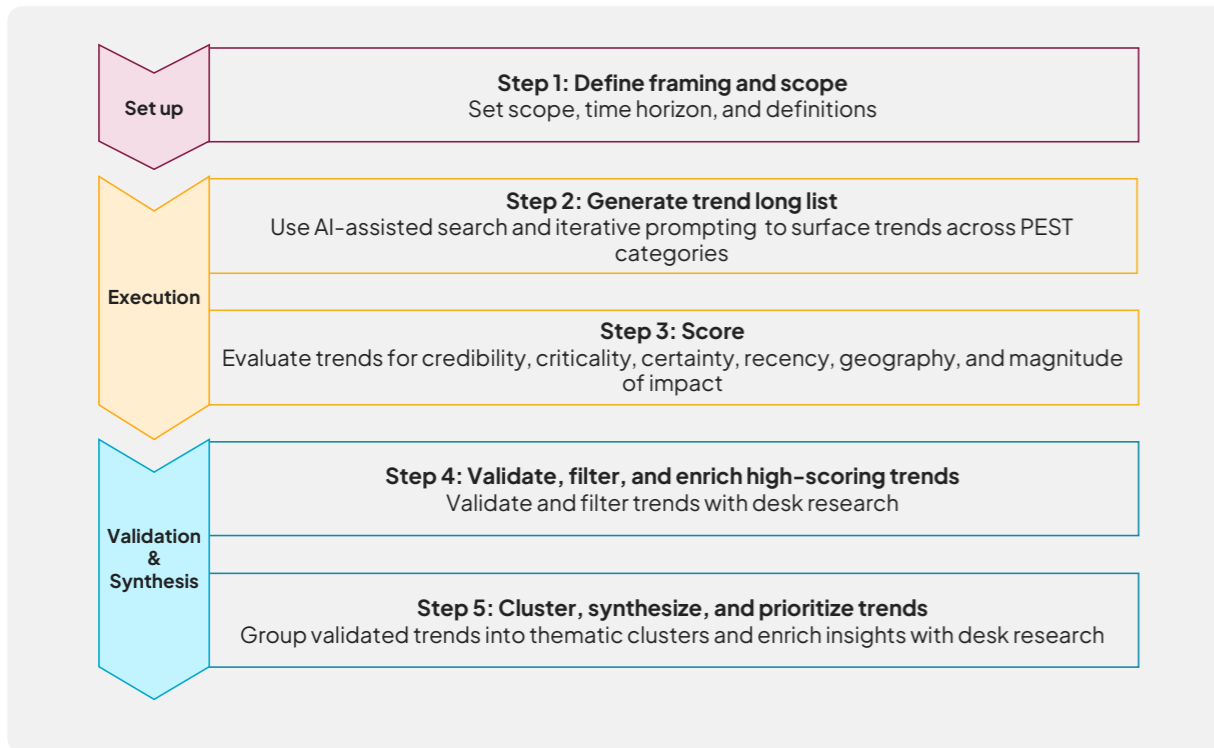 Set up
Step 1: Define framing and scope
Set scope, time horizon, and definitions
Execution
Step 2: Generate trend long list
Use AI-assisted search and iterative prompting to surface trends across PEST
categories
Step 3: Score
Evaluate trends for credibility, criticality, certainty, recency, geography, and magnitude
of impact
Validation
&
Synthesis
Step 4: Validate, filter, and enrich high-scoring trends
Validate and filter trends with desk research
Step 5: Cluster, synthesize, and prioritize trends
Group validated trends into thematic clusters and enrich insights with desk research